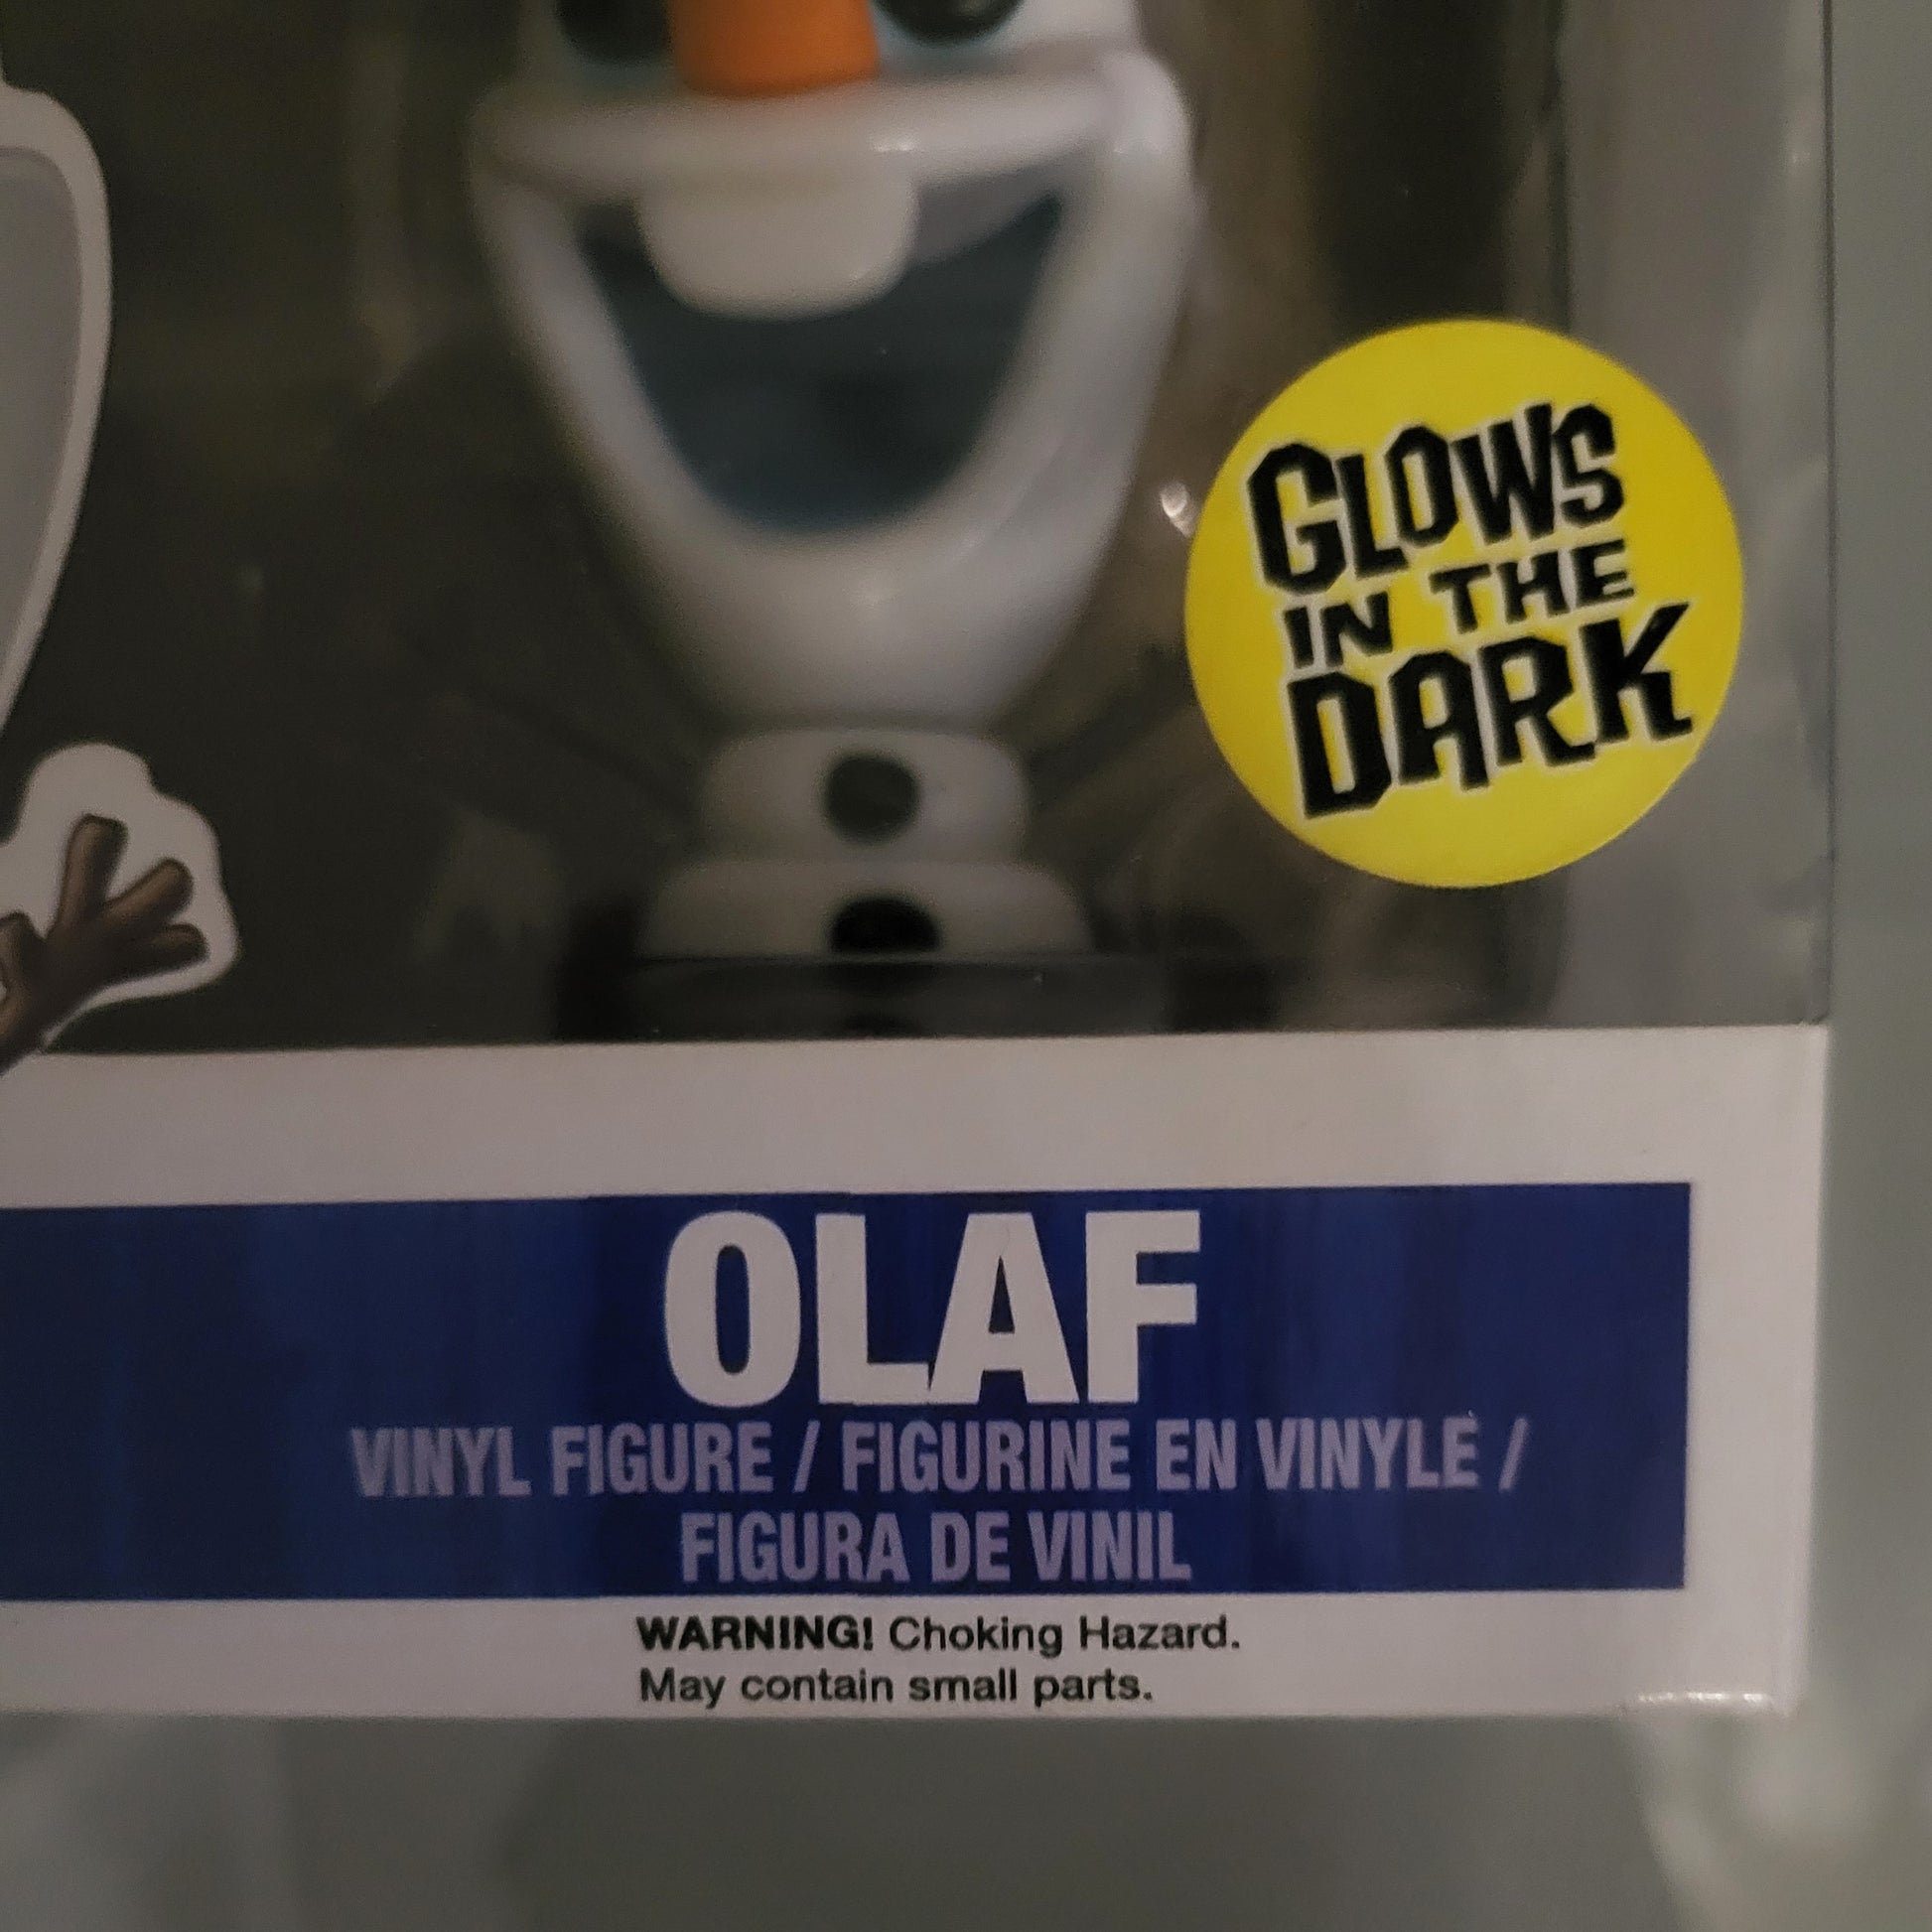 GLOWS
IN THE
DARK
OLAF
VINYL FIGURE / FIGURINE EN VINYLE /
FIGURA DE VINIL
WARNING! Choking Hazard.
May contain small parts.